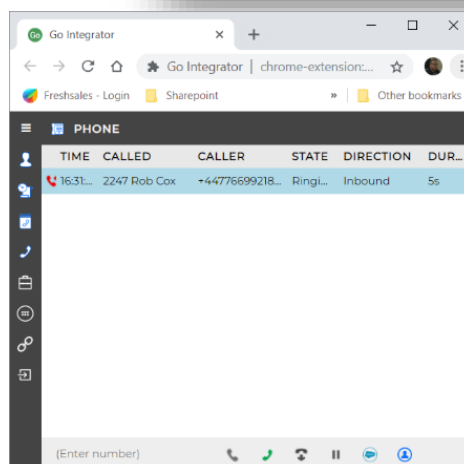 Go Integrator
Go Integrator | chrome-extension:...
Freshsales - Login Sharepoint » Other bookmarks
PHONE
TIME CALLED CALLER STATE DIRECTION DUR...
16:31:... 2247 Rob Cox +44776699218... Ringi... Inbound 5s
(Enter number)